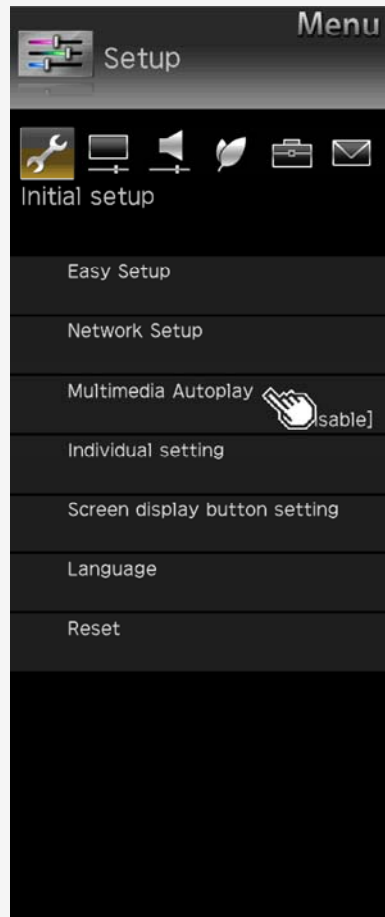 Menu
Setup
Initial setup
Easy Setup
Network Setup
Multimedia Autoplay
sable]
Individual setting
Screen display button setting
Language
Reset